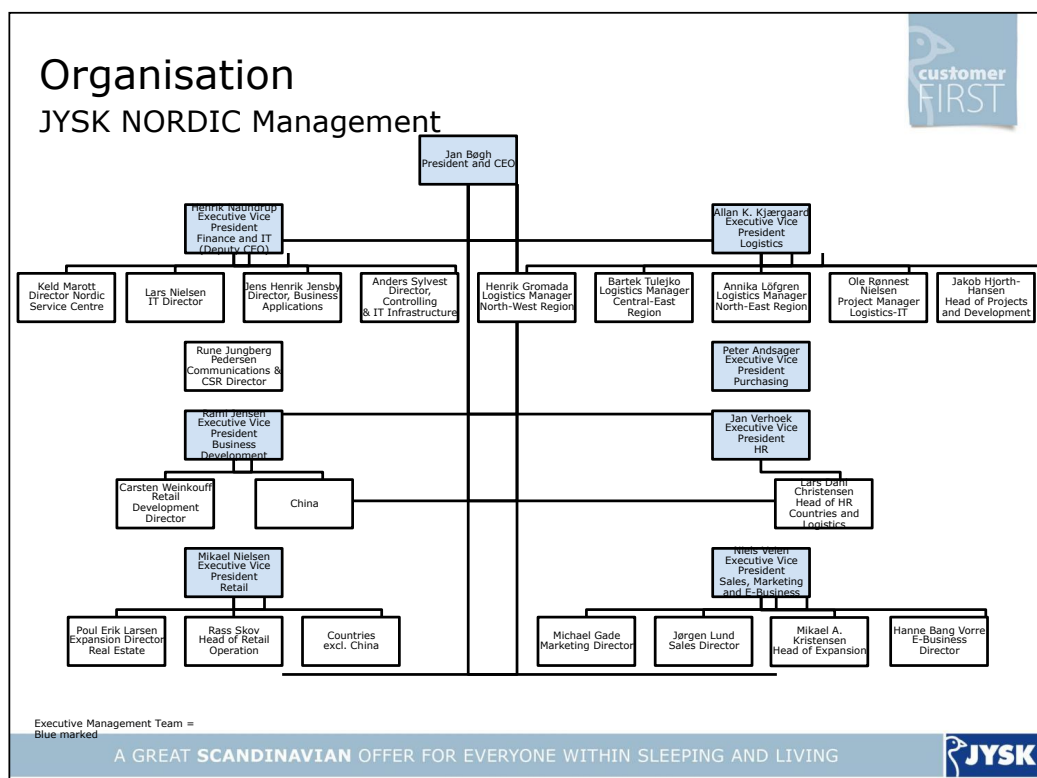 Organisation
JYSK NORDIC Management
customer
FIRST
Jan Bøgh
President and CEO
Henrik Naundrup
Executive Vice
President
Finance and IT
(Deputy CEO)
Allan K. Kjærgaard
Executive Vice
President
Logistics
Keld Marott
Director Nordic
Service Centre
Lars Nielsen
IT Director
Jens Henrik Jensby
Director, Business
Applications
Anders Sylvest
Director,
Controlling
& IT Infrastructure
Henrik Gromada
Logistics Manager
North-West Region
Bartek Tulejko
Logistics Manager
Central-East
Region
Annika Löfgren
Logistics Manager
North-East Region
Ole Rønnest
Nielsen
Project Manager
Logistics-IT
Jakob Hjorth-
Hansen
Head of Projects
and Development
Rune Jungberg
Pedersen
Communications &
CSR Director
Peter Andsager
Executive Vice
President
Purchasing
Rami Jensen
Executive Vice
President
Business
Development
Jan Verhoek
Executive Vice
President
HR
Carsten Weinkouff
Retail
Development
Director
China
Lars Dahl
Christensen
Head of HR
Countries and
Logistics
Mikael Nielsen
Executive Vice
President
Retail
Niels Veien
Executive Vice
President
Sales, Marketing
and E-Business
Poul Erik Larsen
Expansion Director
Real Estate
Rass Skov
Head of Retail
Operation
Countries
excl. China
Michael Gade
Marketing Director
Jørgen Lund
Sales Director
Mikael A.
Kristensen
Head of Expansion
Hanne Bang Vorre
E-Business
Director
Executive Management Team =
Blue marked
A GREAT SCANDINAVIAN OFFER FOR EVERYONE WITHIN SLEEPING AND LIVING
JYSK